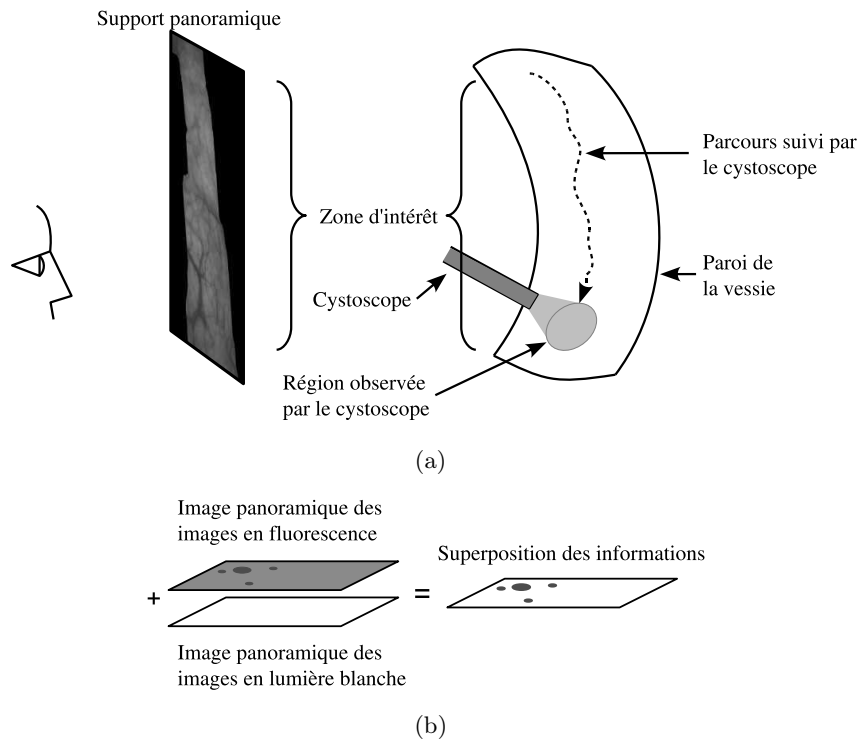 Support panoramique
Parcours suivi par
le cystoscope
Zone d'intérêt
Paroi de
la vessie
Cystoscope
Région observée
par le cystoscope
(a)
Image panoramique des
images en fluorescence
Superposition des informations
+
=
Image panoramique des
images en lumière blanche
(b)